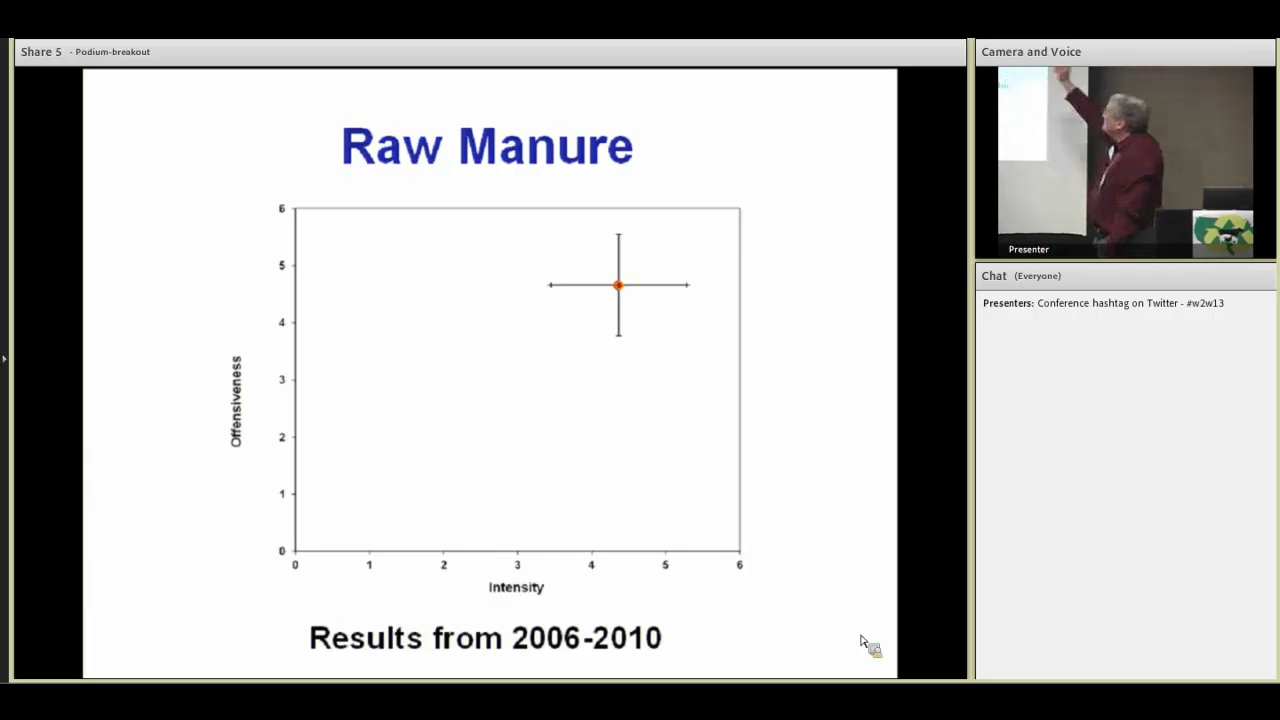 Share 5 - Podium-breakout
Raw Manure
6
5
4
3
2
1
0
Offensiveness
0 1 2 3 4 5 6
Intensity
Results from 2006-2010
Camera and Voice
Presenter
Chat (Everyone)
Presenters: Conference hashtag on Twitter - #w2w13